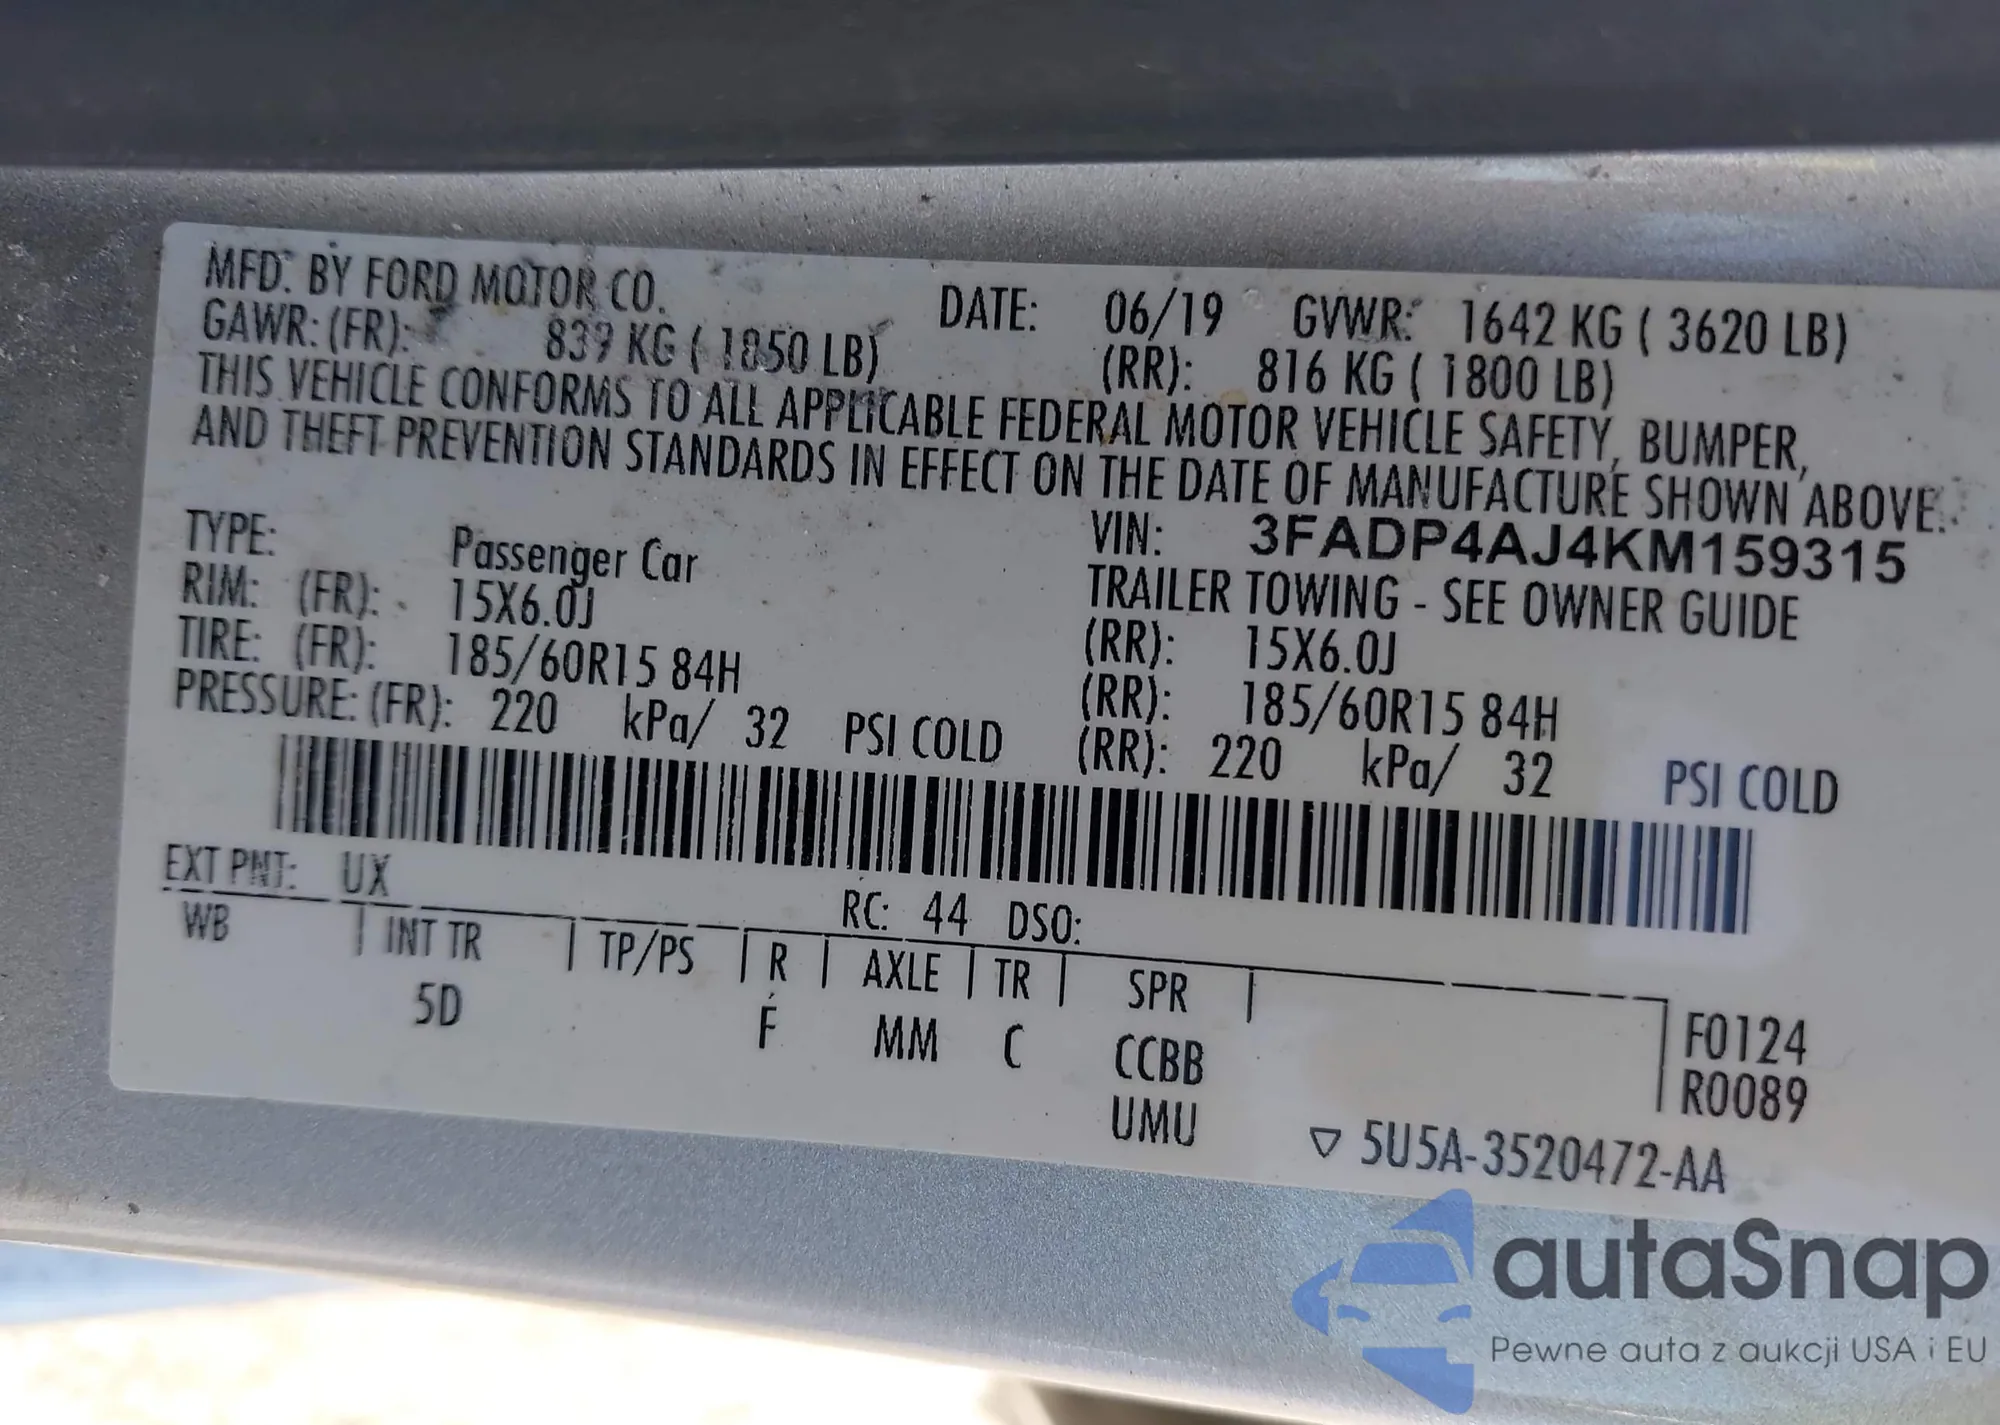 MFD. BY FORD MOTOR CO. DATE: 06/19 GVWR: 1642 KG ( 3620 LB)
GAWR: (FR): 839 KG ( 1850 LB) (RR): 816 KG ( 1800 LB)
THIS VEHICLE CONFORMS TO ALL APPLICABLE FEDERAL MOTOR VEHICLE SAFETY, BUMPER,
AND THEFT PREVENTION STANDARDS IN EFFECT ON THE DATE OF MANUFACTURE SHOWN ABOVE.
VIN: 3FADP4AJ4KM159315
TYPE: Passenger Car TRAILER TOWING - SEE OWNER GUIDE
RIM: (FR): 15X6.0J (RR): 15X6.0J
TIRE: (FR): 185/60R15 84H (RR): 185/60R15 84H
PRESSURE: (FR): 220 kPa/ 32 PSI COLD (RR): 220 kPa/ 32 PSI COLD
EXT PNT: UX RC: 44 DSO:
WB | INT TR | TP/PS | R | AXLE | TR | SPR |
5D F MM C CCBB F0124
UMU R0089
▽ 5U5A-3520472-AA
autaSnap
Pewne auta z aukcji USA i EU